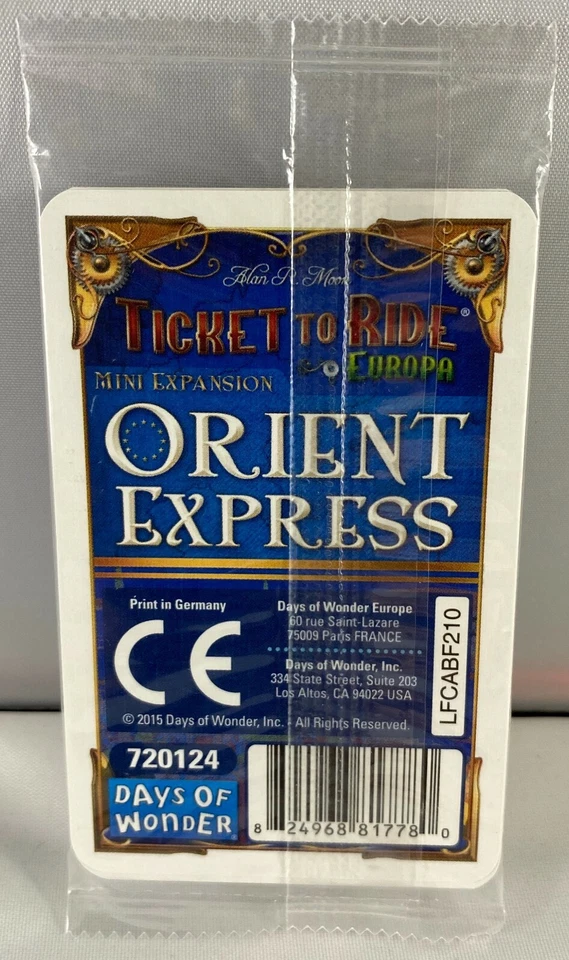 Alan R. Moon
TICKET TO RIDE®
EUROPA
MINI EXPANSION
ORIENT
EXPRESS
Print in Germany
CE
Days of Wonder Europe
60 rue Saint-Lazare
75009 Paris FRANCE
Days of Wonder, Inc.
334 State Street, Suite 203
Los Altos, CA 94022 USA
© 2015 Days of Wonder, Inc. - All Rights Reserved.
LFCABF210
720124
DAYS OF
WONDER
8 24968 81778 0